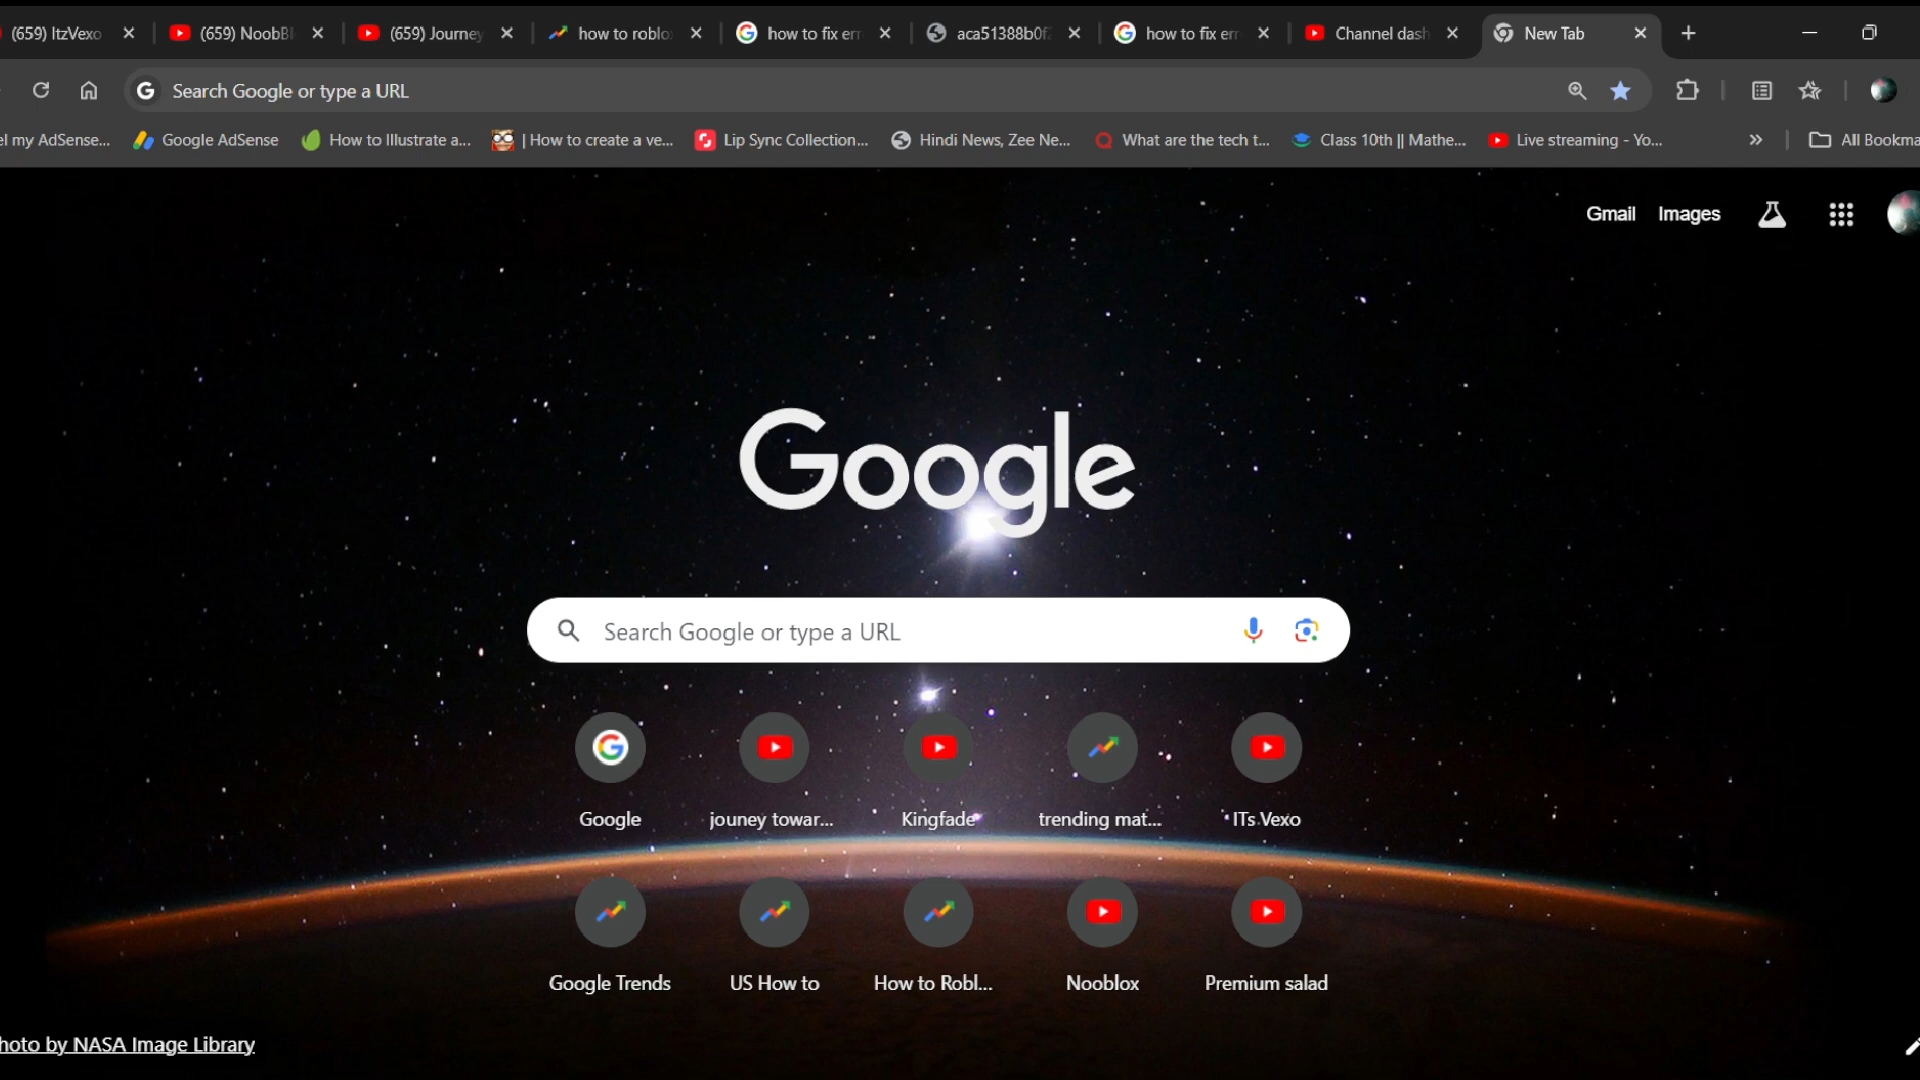 (659) ItzVexo (659) NoobBl (659) Journey how to roblo how to fix err aca51388b0f2 how to fix err Channel dash New Tab
Search Google or type a URL
el my AdSense... Google AdSense How to Illustrate a... | How to create a ve... Lip Sync Collection... Hindi News, Zee Ne... What are the tech t... Class 10th || Mathe... Live streaming - Yo... All Bookma
Gmail Images
Google
Search Google or type a URL
Google jouney towar... Kingfade trending mat... ITs Vexo
Google Trends US How to How to Robl... Nooblox Premium salad
hoto by NASA Image Library